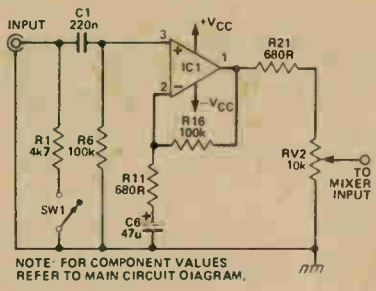 INPUT
C1
220n
+VCC
3
+
1
IC1
2
−
−VCC
R21
680R
R1
4k7
R6
100k
R16
100k
R11
680R
RV2
10k
TO
MIXER
INPUT
SW1
+
C6
47u
NOTE· FOR COMPONENT VALUES
REFER TO MAIN CIRCUIT DIAGRAM,